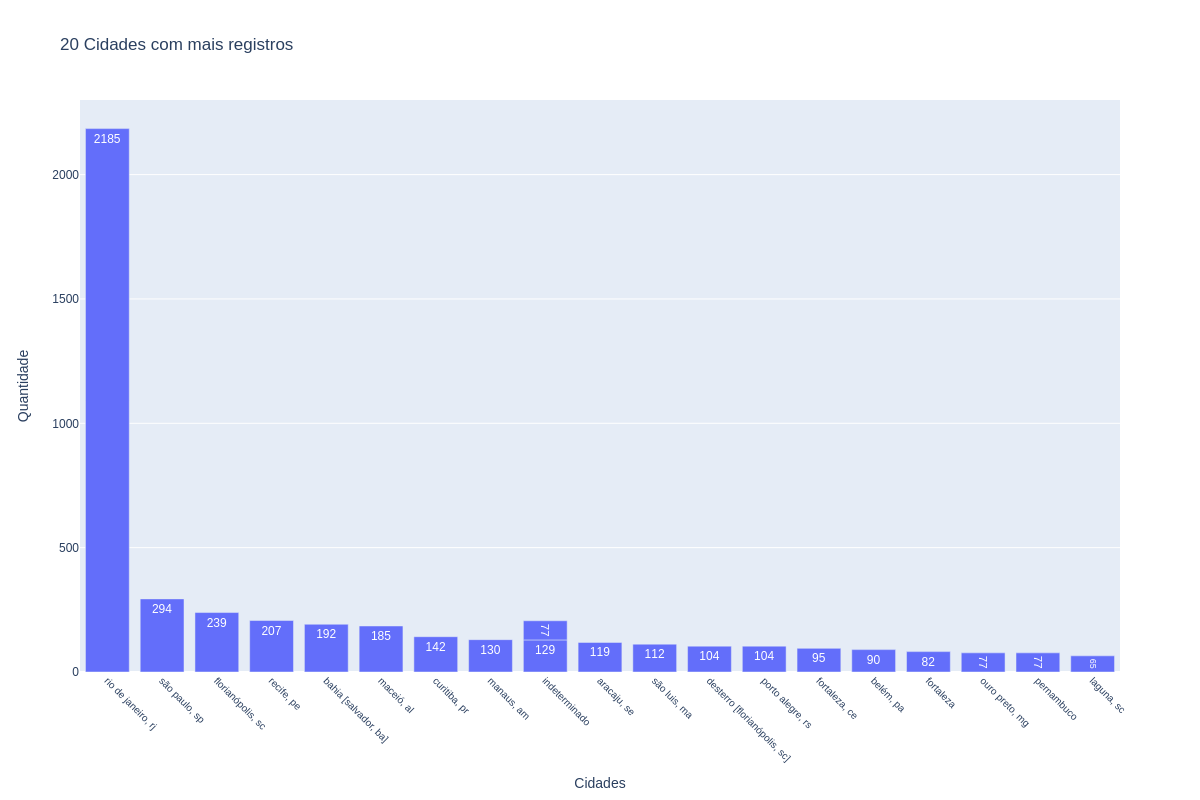 20 Cidades com mais registros
Quantidade
2000
1500
1000
500
0
2185
294
239
207
192
185
142
130
77
129
119
112
104
104
95
90
82
77
77
65
rio de janeiro, rj
são paulo, sp
florianópolis, sc
recife, pe
bahia [salvador, ba]
maceió, al
curitiba, pr
manaus, am
indeterminado
aracaju, se
são luis, ma
desterro [florianópolis, sc]
porto alegre, rs
fortaleza, ce
belém, pa
fortaleza
ouro preto, mg
pernambuco
laguna, sc
Cidades